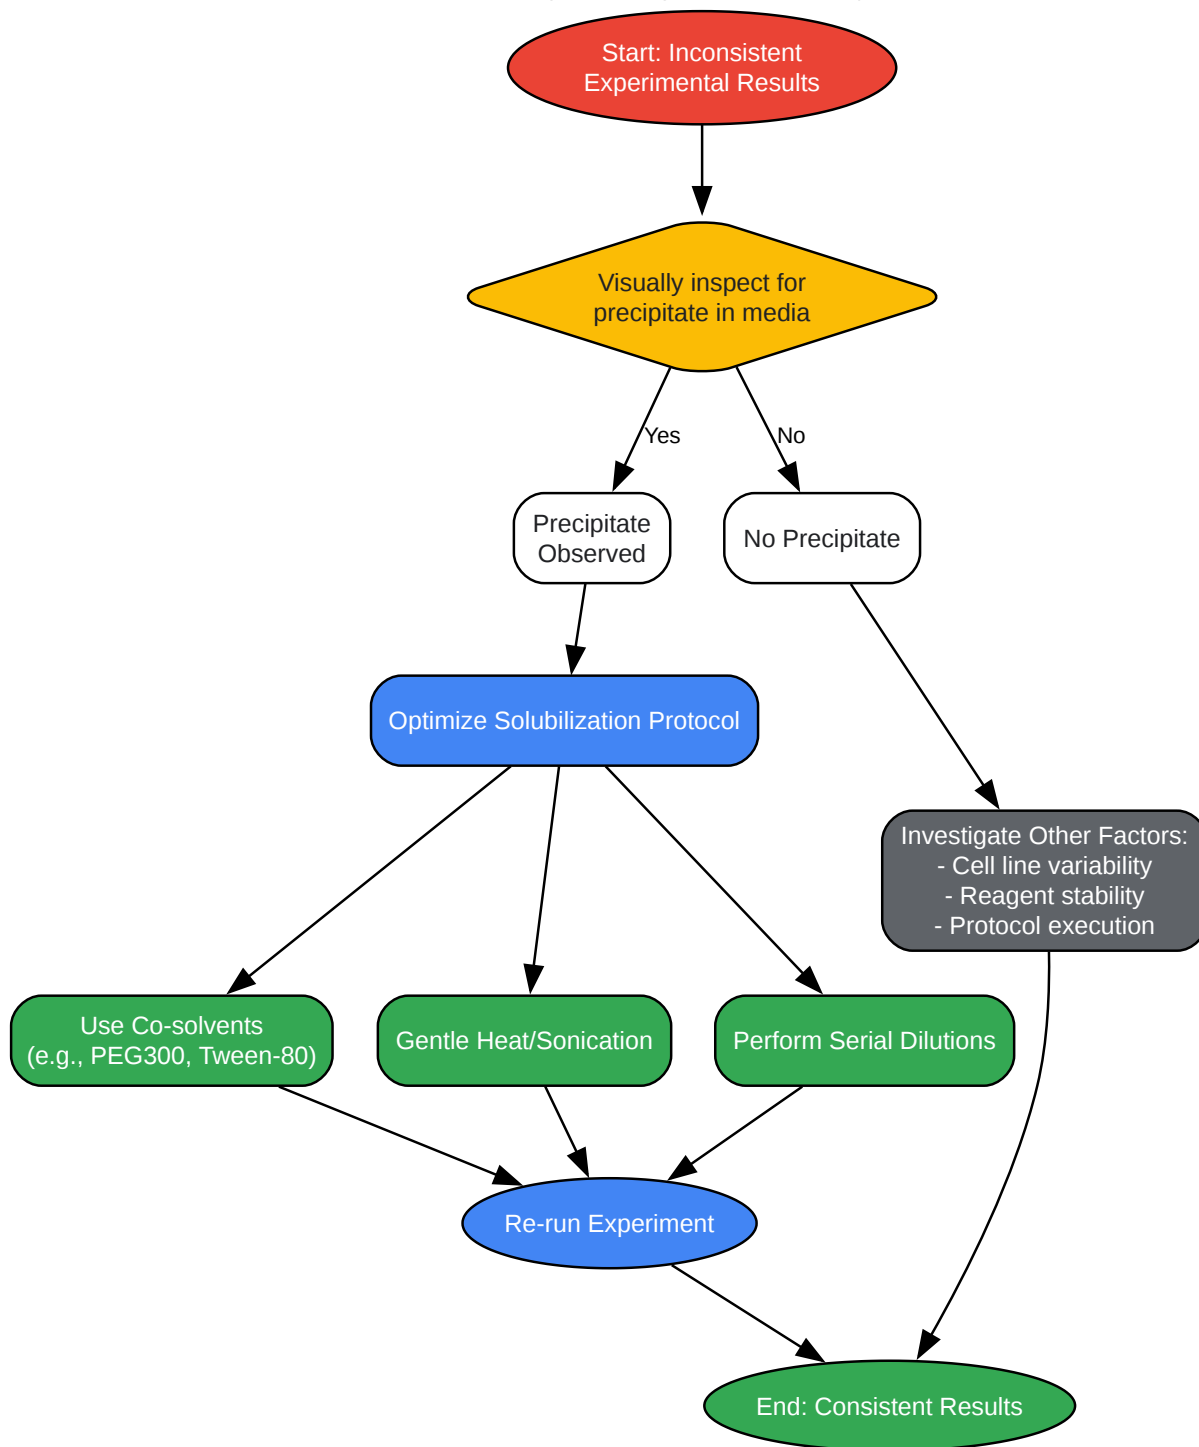 Start: Inconsistent
Experimental Results
Visually inspect for
precipitate in media
Yes
No
Precipitate
Observed
No Precipitate
Optimize Solubilization Protocol
Investigate Other Factors:
- Cell line variability
- Reagent stability
- Protocol execution
Use Co-solvents
(e.g., PEG300, Tween-80)
Gentle Heat/Sonication
Perform Serial Dilutions
Re-run Experiment
End: Consistent Results